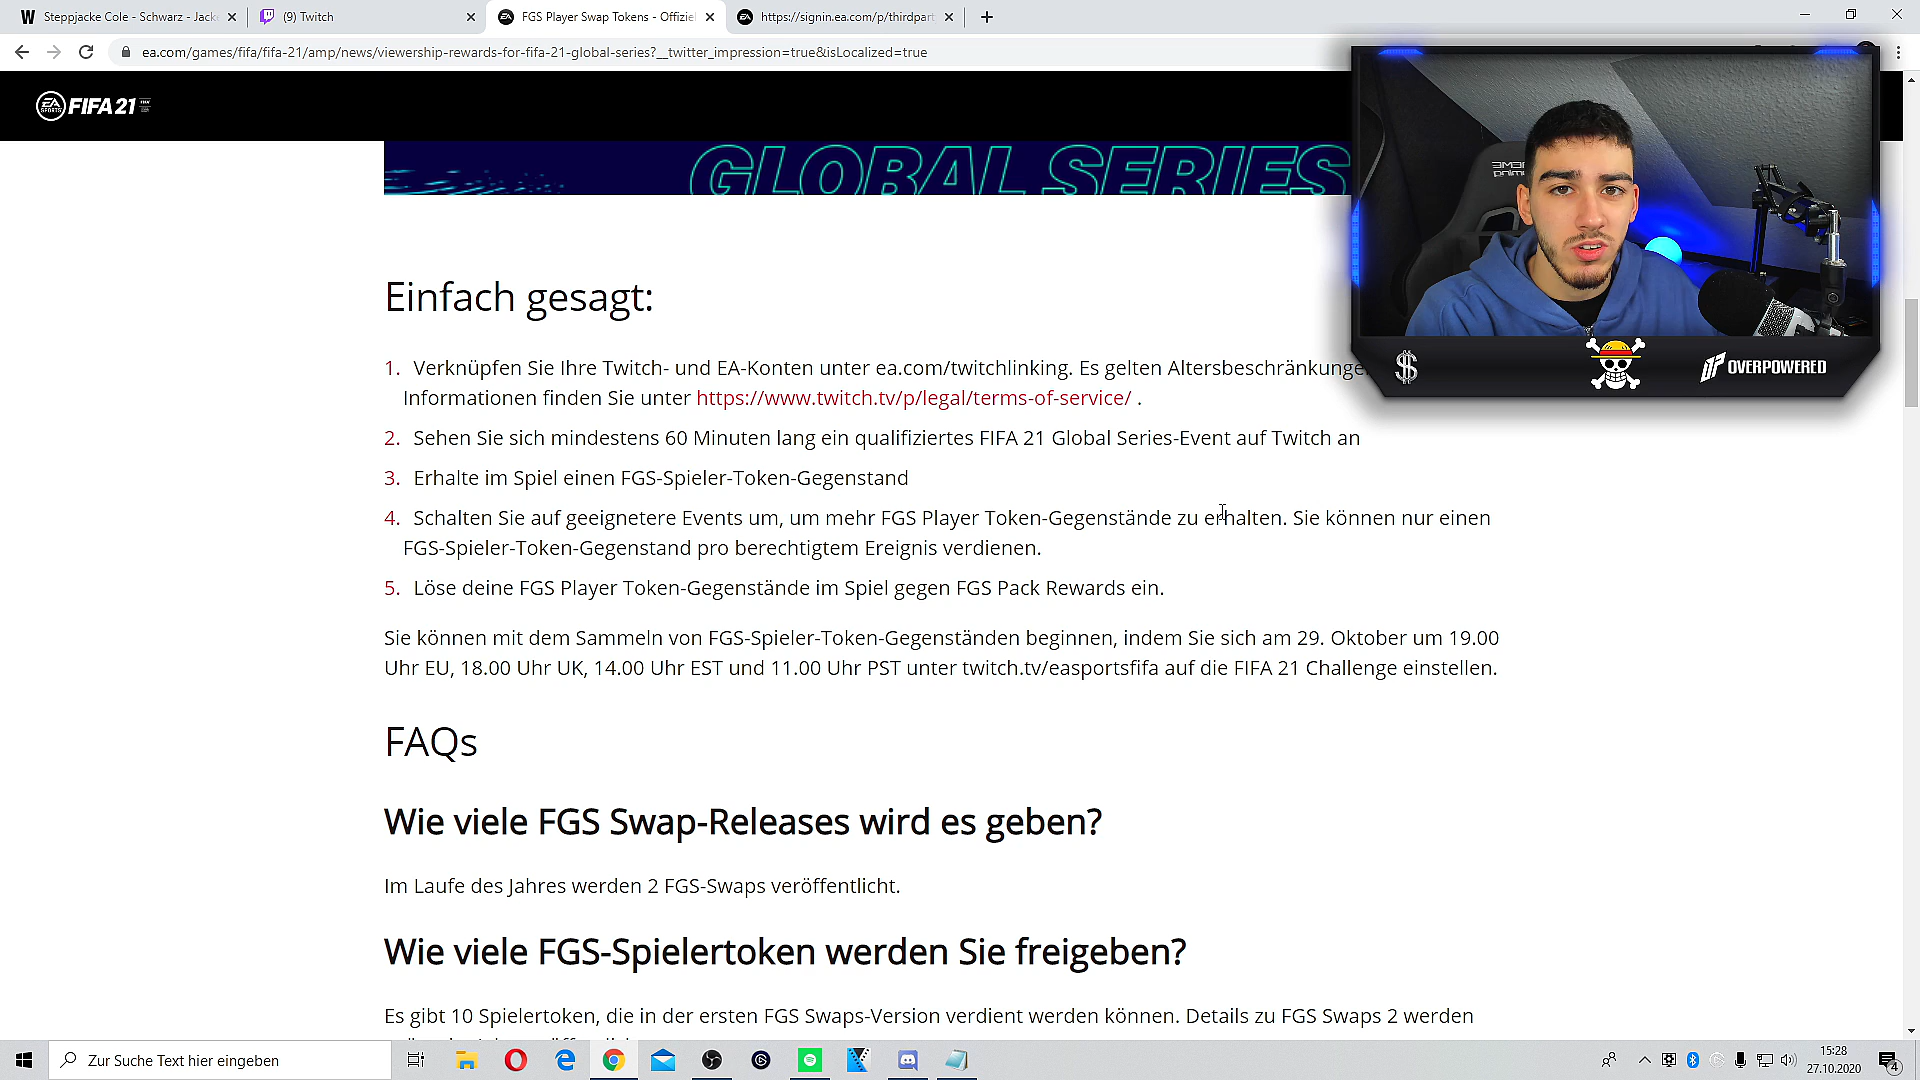 Steppjacke Cole - Schwarz - Jack
(9) Twitch
FGS Player Swap Tokens - Offizie
https://signin.ea.com/p/thirdpart
ea.com/games/fifa/fifa-21/amp/news/viewership-rewards-for-fifa-21-global-series?__twitter_impression=true&isLocalized=true
EA SPORTS FIFA 21
GLOBAL SERIES
Einfach gesagt:
1. Verknüpfen Sie Ihre Twitch- und EA-Konten unter ea.com/twitchlinking. Es gelten Altersbeschränkunge
Informationen finden Sie unter https://www.twitch.tv/p/legal/terms-of-service/ .
2. Sehen Sie sich mindestens 60 Minuten lang ein qualifiziertes FIFA 21 Global Series-Event auf Twitch an
3. Erhalte im Spiel einen FGS-Spieler-Token-Gegenstand
4. Schalten Sie auf geeignetere Events um, um mehr FGS Player Token-Gegenstände zu erhalten. Sie können nur einen
FGS-Spieler-Token-Gegenstand pro berechtigtem Ereignis verdienen.
5. Löse deine FGS Player Token-Gegenstände im Spiel gegen FGS Pack Rewards ein.
Sie können mit dem Sammeln von FGS-Spieler-Token-Gegenständen beginnen, indem Sie sich am 29. Oktober um 19.00
Uhr EU, 18.00 Uhr UK, 14.00 Uhr EST und 11.00 Uhr PST unter twitch.tv/easportsfifa auf die FIFA 21 Challenge einstellen.
FAQs
Wie viele FGS Swap-Releases wird es geben?
Im Laufe des Jahres werden 2 FGS-Swaps veröffentlicht.
Wie viele FGS-Spielertoken werden Sie freigeben?
Es gibt 10 Spielertoken, die in der ersten FGS Swaps-Version verdient werden können. Details zu FGS Swaps 2 werden
$
OVERPOWERED
Zur Suche Text hier eingeben
15:28
27.10.2020
4